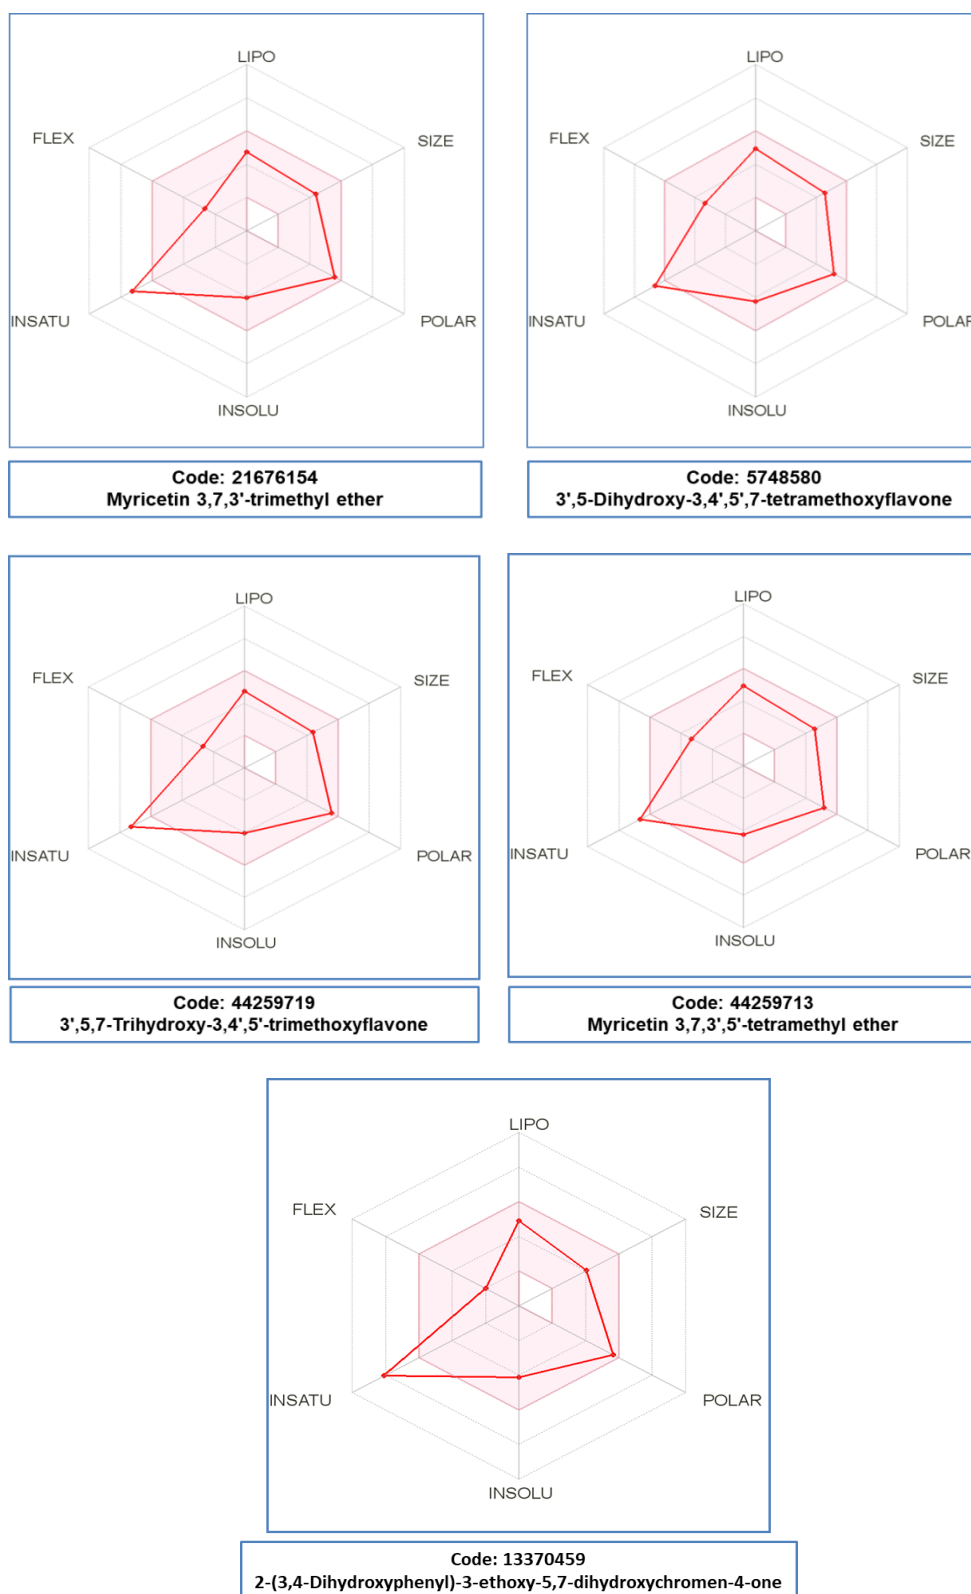 LIPO
FLEX
SIZE
INSATU
POLAR
INSOLU
Code: 21676154
Myricetin 3,7,3'-trimethyl ether
LIPO
FLEX
SIZE
INSATU
POLAR
INSOLU
Code: 5748580
3',5-Dihydroxy-3,4',5',7-tetramethoxyflavone
LIPO
FLEX
SIZE
INSATU
POLAR
INSOLU
Code: 44259719
3',5,7-Trihydroxy-3,4',5'-trimethoxyflavone
LIPO
FLEX
SIZE
INSATU
POLAR
INSOLU
Code: 44259713
Myricetin 3,7,3',5'-tetramethyl ether
LIPO
FLEX
SIZE
INSATU
POLAR
INSOLU
Code: 13370459
2-(3,4-Dihydroxyphenyl)-3-ethoxy-5,7-dihydroxychromen-4-one